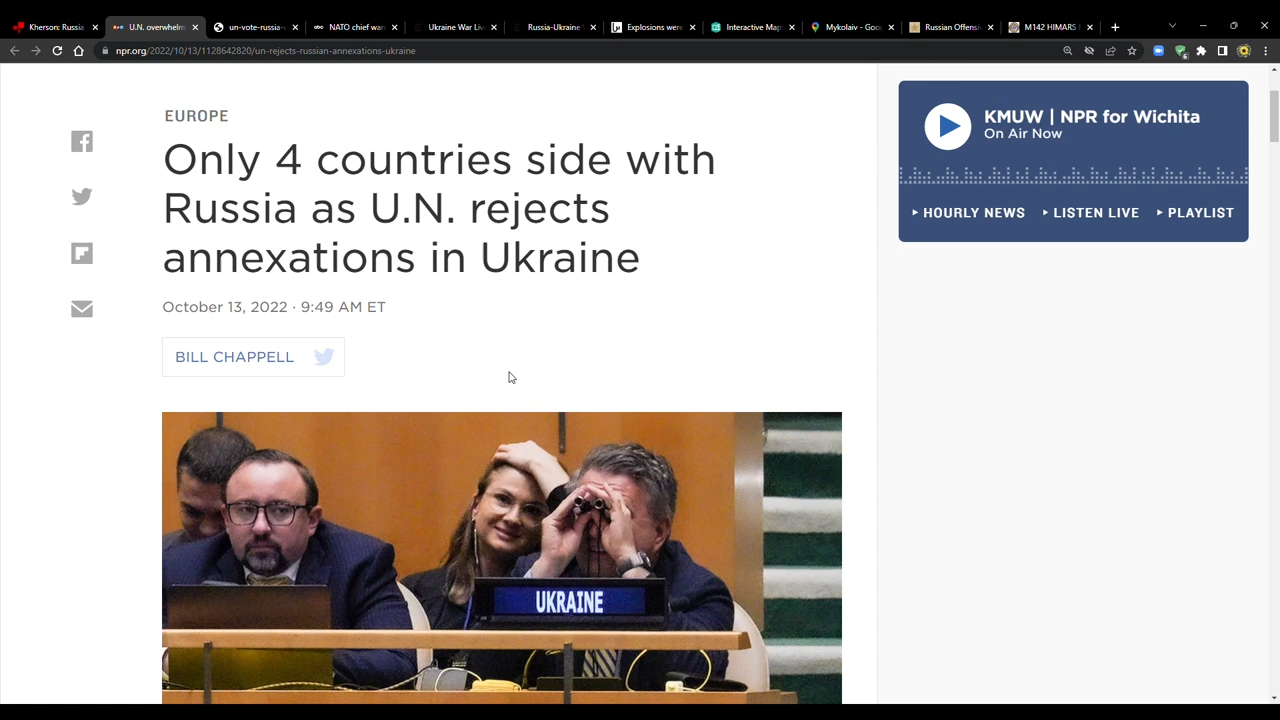 Kherson: Russia
U.N. overwhelm
un-vote-russia-
NATO chief war
Ukraine War Liv
Russia-Ukraine
Explosions were
Interactive Map
Mykolaiv - Goo
Russian Offensi
M142 HIMARS
npr.org/2022/10/13/1128642820/un-rejects-russian-annexations-ukraine
EUROPE
Only 4 countries side with
Russia as U.N. rejects
annexations in Ukraine
October 13, 2022 · 9:49 AM ET
BILL CHAPPELL
KMUW | NPR for Wichita
On Air Now
HOURLY NEWS
LISTEN LIVE
PLAYLIST
UKRAINE